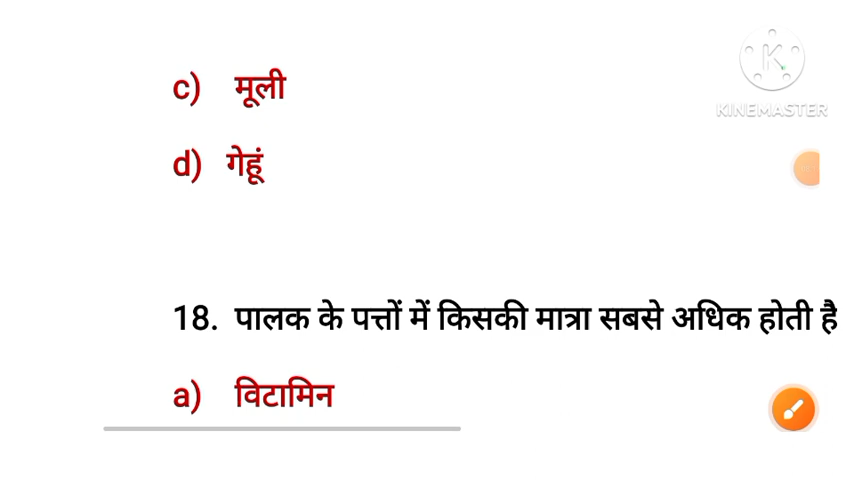 c) मूली
KINEMASTER
d) गेहूं
18. पालक के पत्तों में किसकी मात्रा सबसे अधिक होती है
a) विटामिन